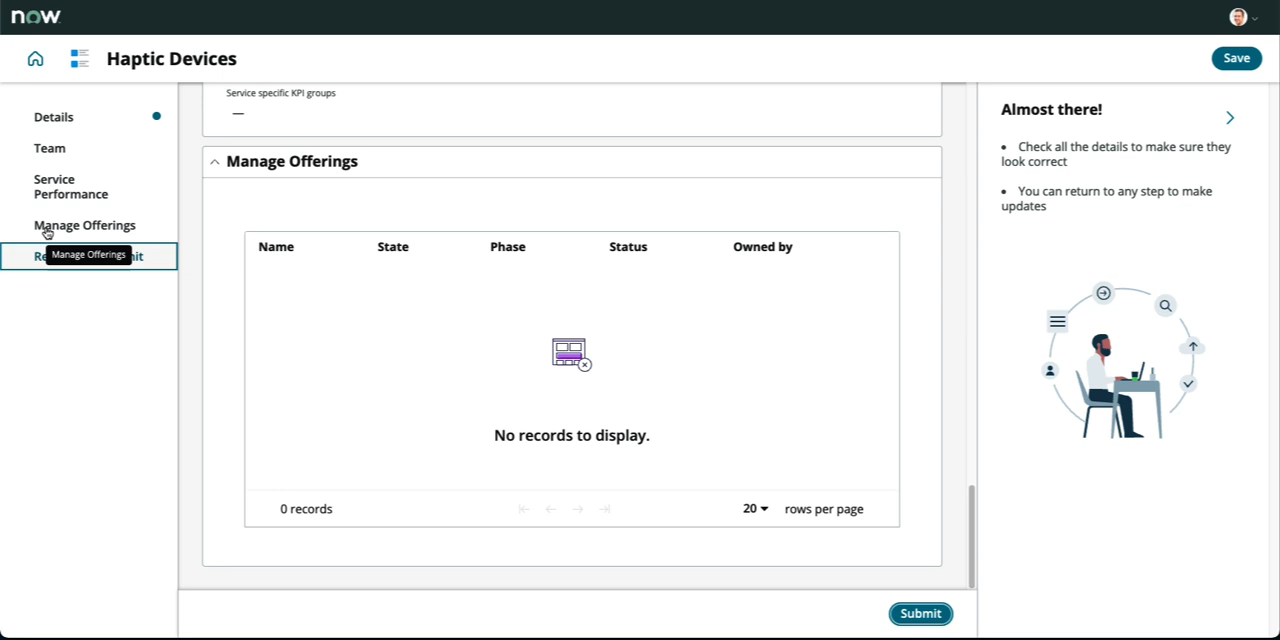 now
Haptic Devices
Save
Details
Team
Service
Performance
Manage Offerings
Manage Offerings
Service specific KPI groups
—
Manage Offerings
Name State Phase Status Owned by
No records to display.
0 records
20 rows per page
Submit
Almost there!
• Check all the details to make sure they
look correct
• You can return to any step to make
updates